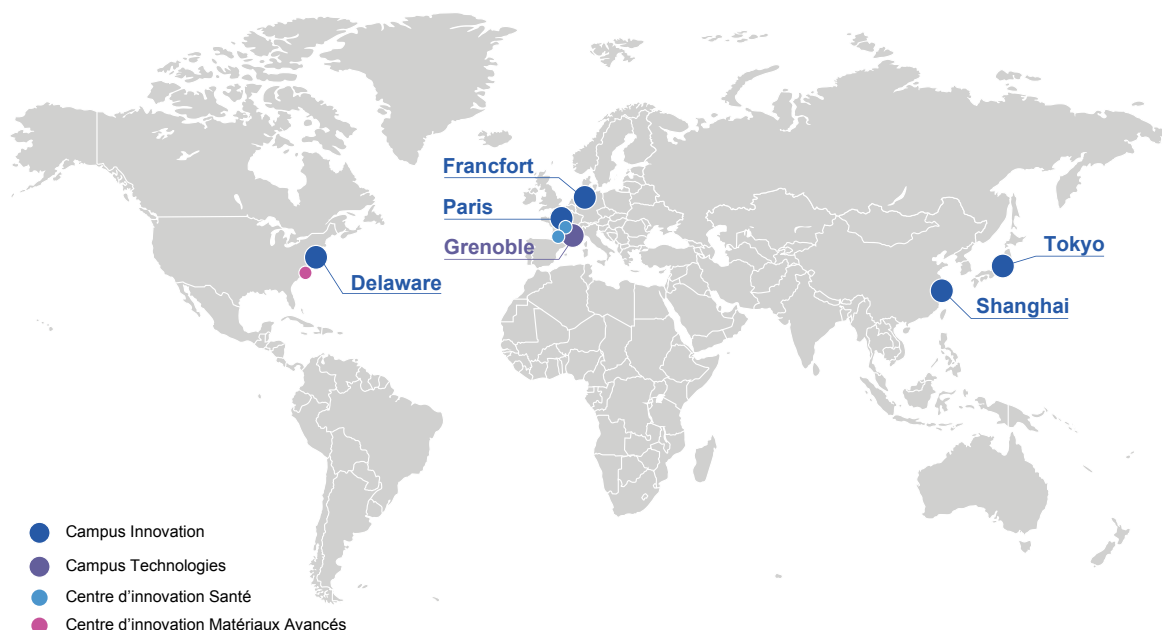 Francfort
Paris
Grenoble
Delaware
Tokyo
Shanghai
Campus Innovation
Campus Technologies
Centre d'innovation Santé
Centre d'innovation Matériaux Avancés